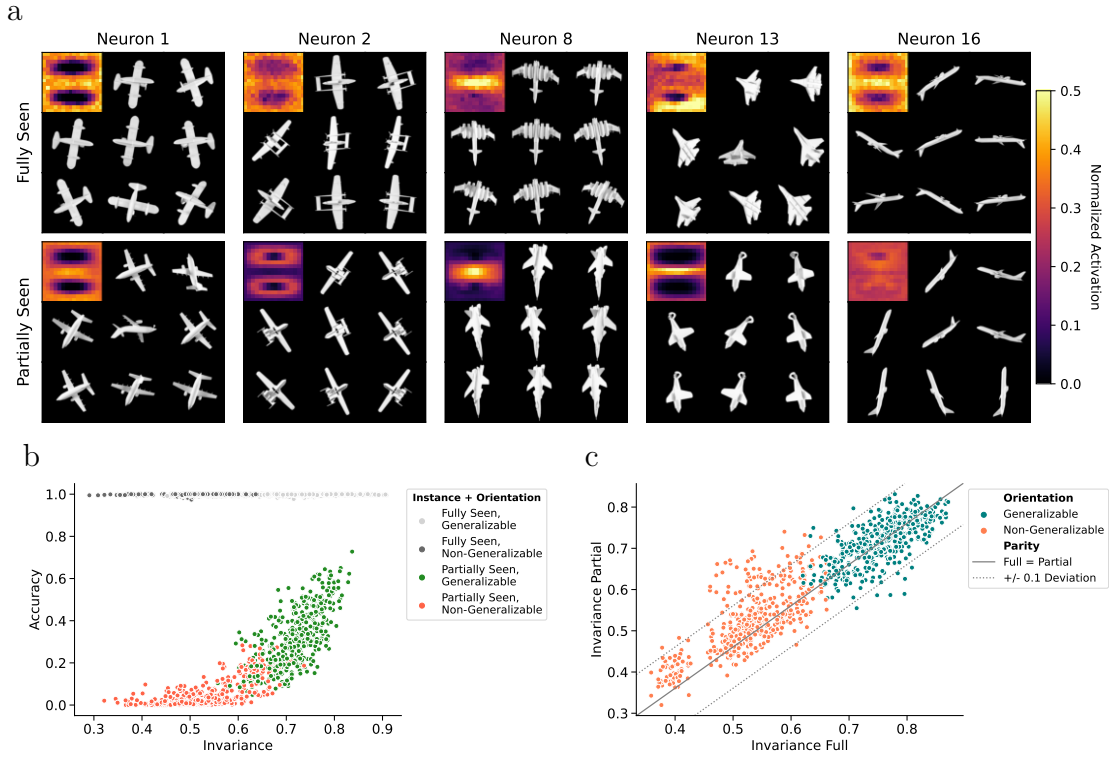 a
Neuron 1 Neuron 2 Neuron 8 Neuron 13 Neuron 16
Fully Seen
Partially Seen
0.5
0.4
0.3
0.2
0.1
0.0
Normalized Activation
b
1.0
0.8
0.6
0.4
0.2
0.0
Accuracy
0.3 0.4 0.5 0.6 0.7 0.8 0.9
Invariance
Instance + Orientation
Fully Seen,
Generalizable
Fully Seen,
Non-Generalizable
Partially Seen,
Generalizable
Partially Seen,
Non-Generalizable
c
0.8
0.7
0.6
0.5
0.4
0.3
Invariance Partial
0.4 0.5 0.6 0.7 0.8
Invariance Full
Orientation
Generalizable
Non-Generalizable
Parity
Full = Partial
+/- 0.1 Deviation